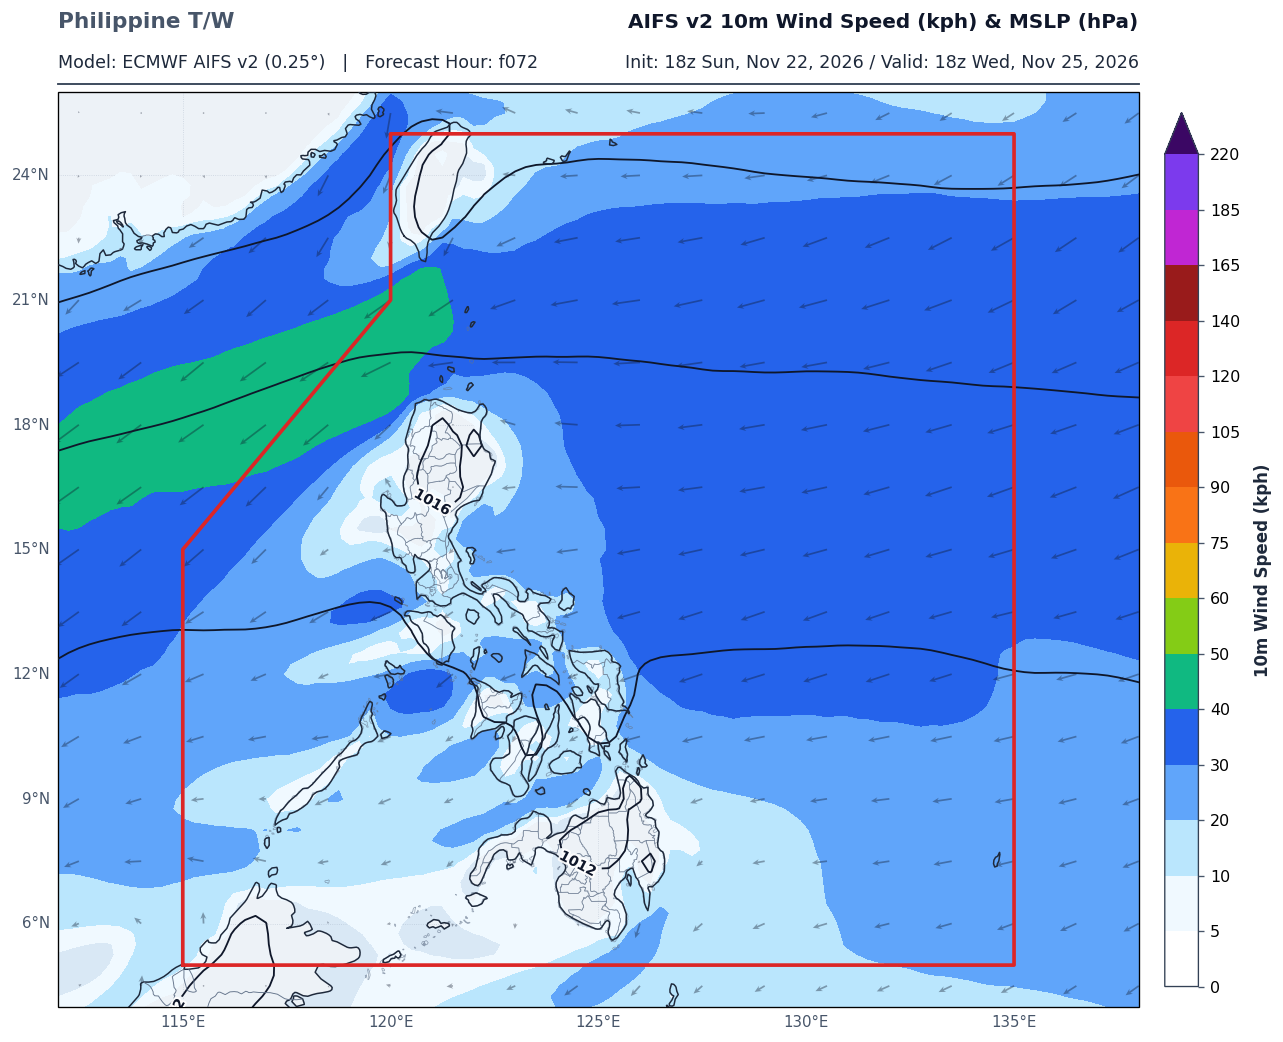 Philippine T/W
AIFS v2 10m Wind Speed (kph) & MSLP (hPa)
Model: ECMWF AIFS v2 (0.25°) | Forecast Hour: f072
Init: 18z Sun, Nov 22, 2026 / Valid: 18z Wed, Nov 25, 2026
24°N
21°N
18°N
15°N
12°N
9°N
6°N
1016
1012
2
115°E
120°E
125°E
130°E
135°E
220
185
165
140
120
105
90
75
60
50
40
30
20
10
5
0
10m Wind Speed (kph)